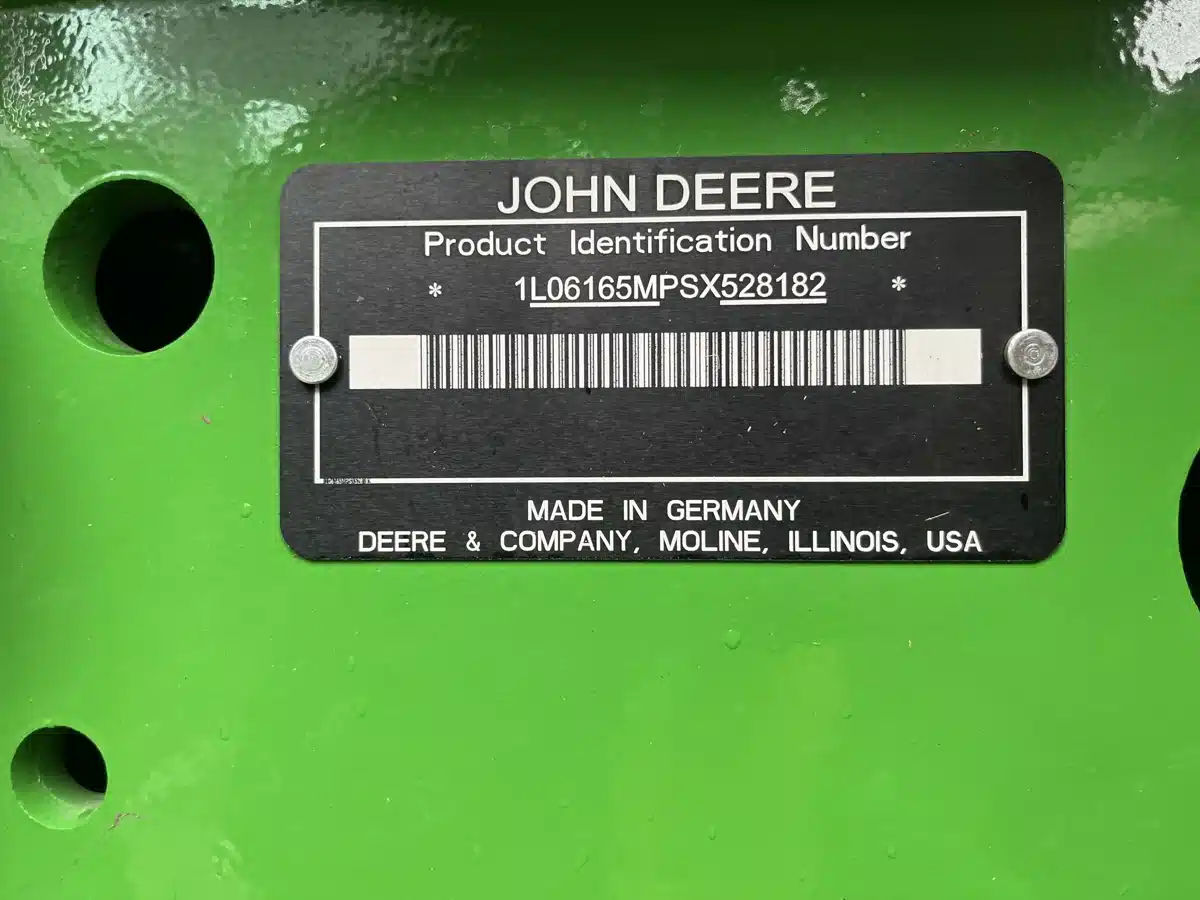 JOHN DEERE
Product Identification Number
* 1L06165MPSX528182 *
MADE IN GERMANY
DEERE & COMPANY, MOLINE, ILLINOIS, USA